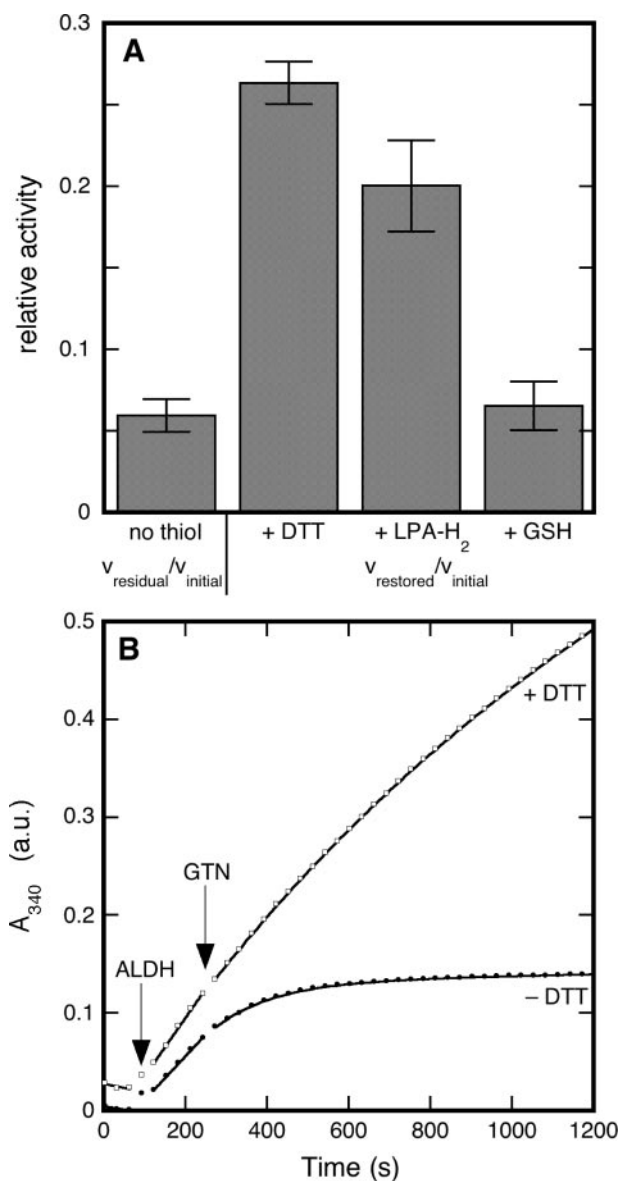 A
0.3
0.2
0.1
0
relative activity
no thiol
+ DTT
+ LPA-H2
+ GSH
vresidual/vinitial
vrestored/vinitial
B
0.5
0.4
0.3
0.2
0.1
0
A340 (a.u.)
+ DTT
GTN
ALDH
– DTT
0 200 400 600 800 1000 1200
Time (s)